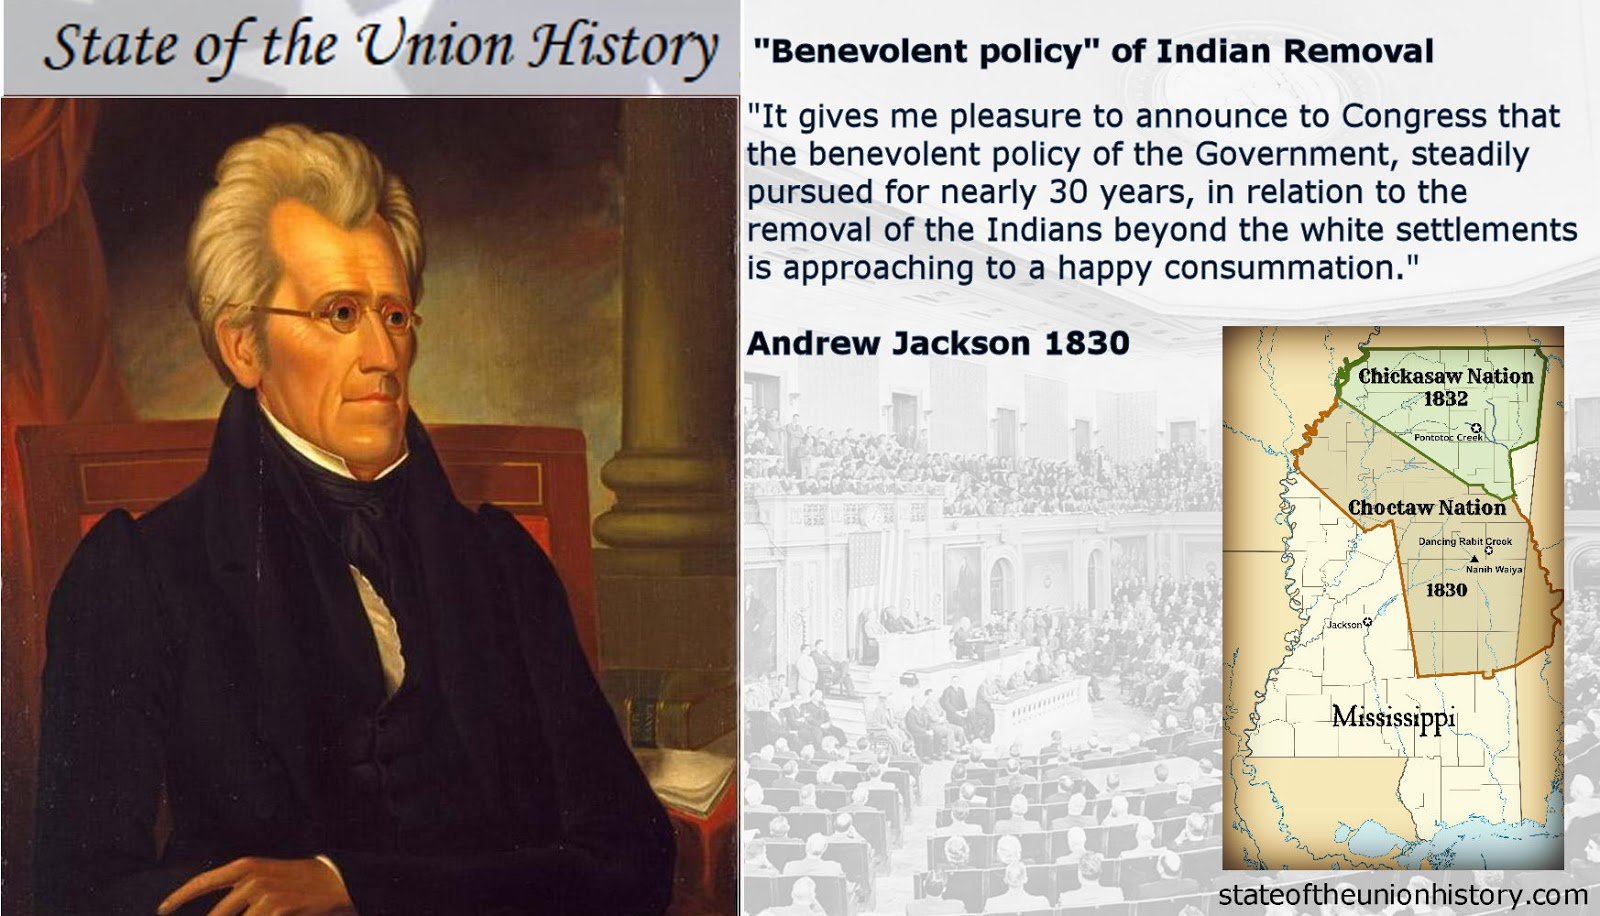 State of the Union History
"Benevolent policy" of Indian Removal
"It gives me pleasure to announce to Congress that
the benevolent policy of the Government, steadily
pursued for nearly 30 years, in relation to the
removal of the Indians beyond the white settlements
is approaching to a happy consummation."
Andrew Jackson 1830
Chickasaw Nation
1832
Pontotoc Creek
Choctaw Nation
Dancing Rabit Creek
Nanih Waiya
1830
Jackson
Mississippi
stateoftheunionhistory.com